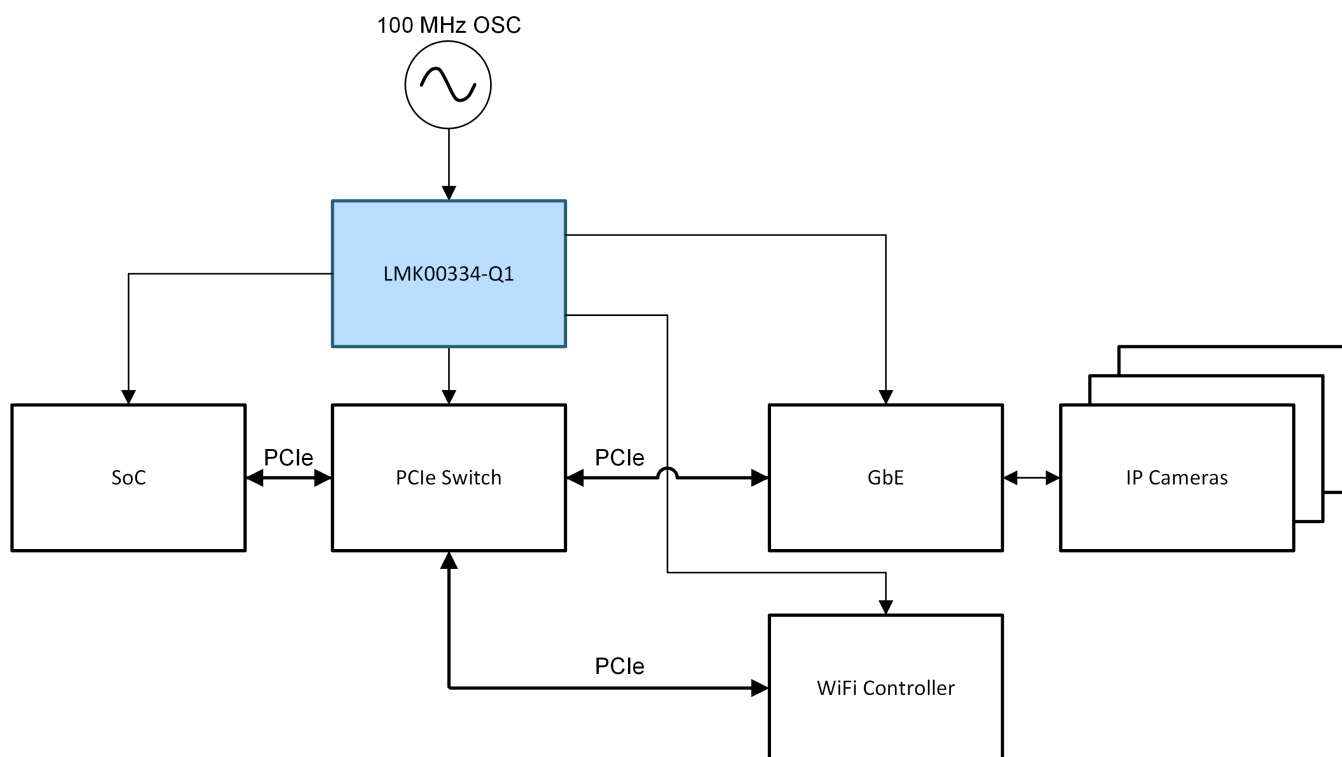 100 MHz OSC
LMK00334-Q1
SoC
PCIe
PCIe Switch
PCIe
GbE
IP Cameras
PCIe
WiFi Controller